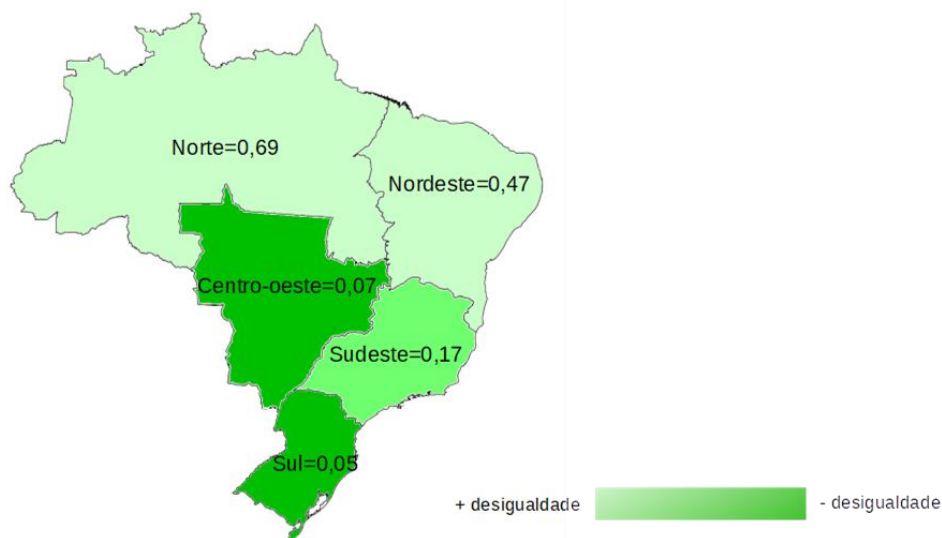 Norte=0,69
Nordeste=0,47
Centro-oeste=0,07
Sudeste=0,17
Sul=0,05
+ desigualdade - desigualdade